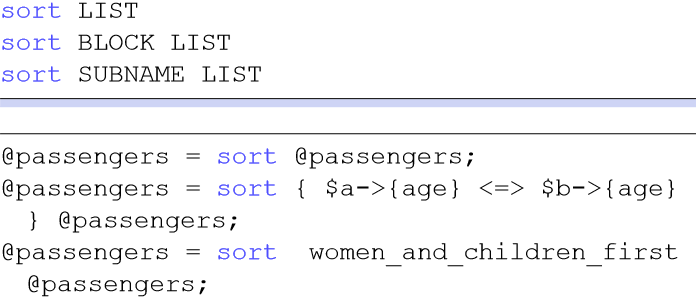 sort LIST
sort BLOCK LIST
sort SUBNAME LIST
@passengers = sort @passengers;
@passengers = sort { $a->{age} <=> $b->{age}
} @passengers;
@passengers = sort women_and_children_first
@passengers;